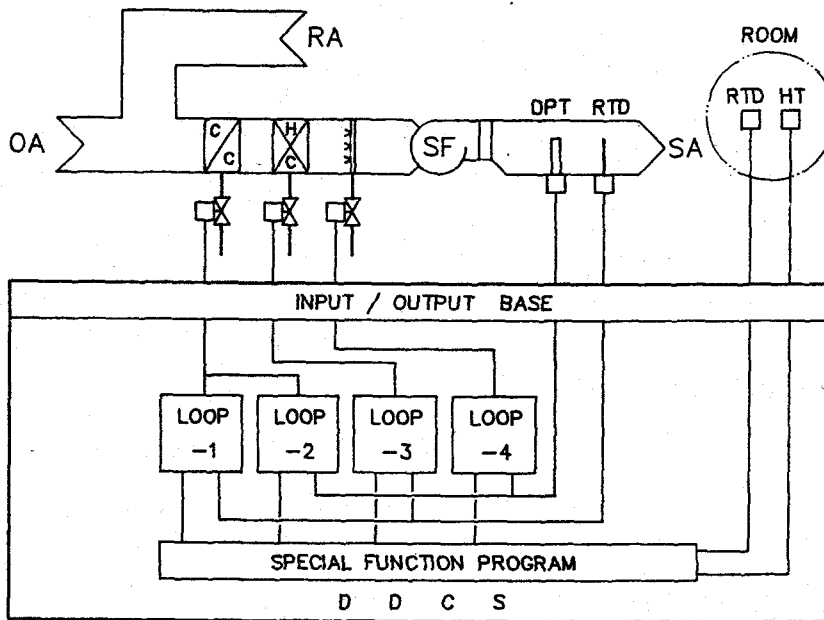 RA
ROOM
DPT RTD
RTD HT
OA
C
C
H
C
SF
SA
INPUT / OUTPUT BASE
LOOP
-1
LOOP
-2
LOOP
-3
LOOP
-4
SPECIAL FUNCTION PROGRAM
D D C S